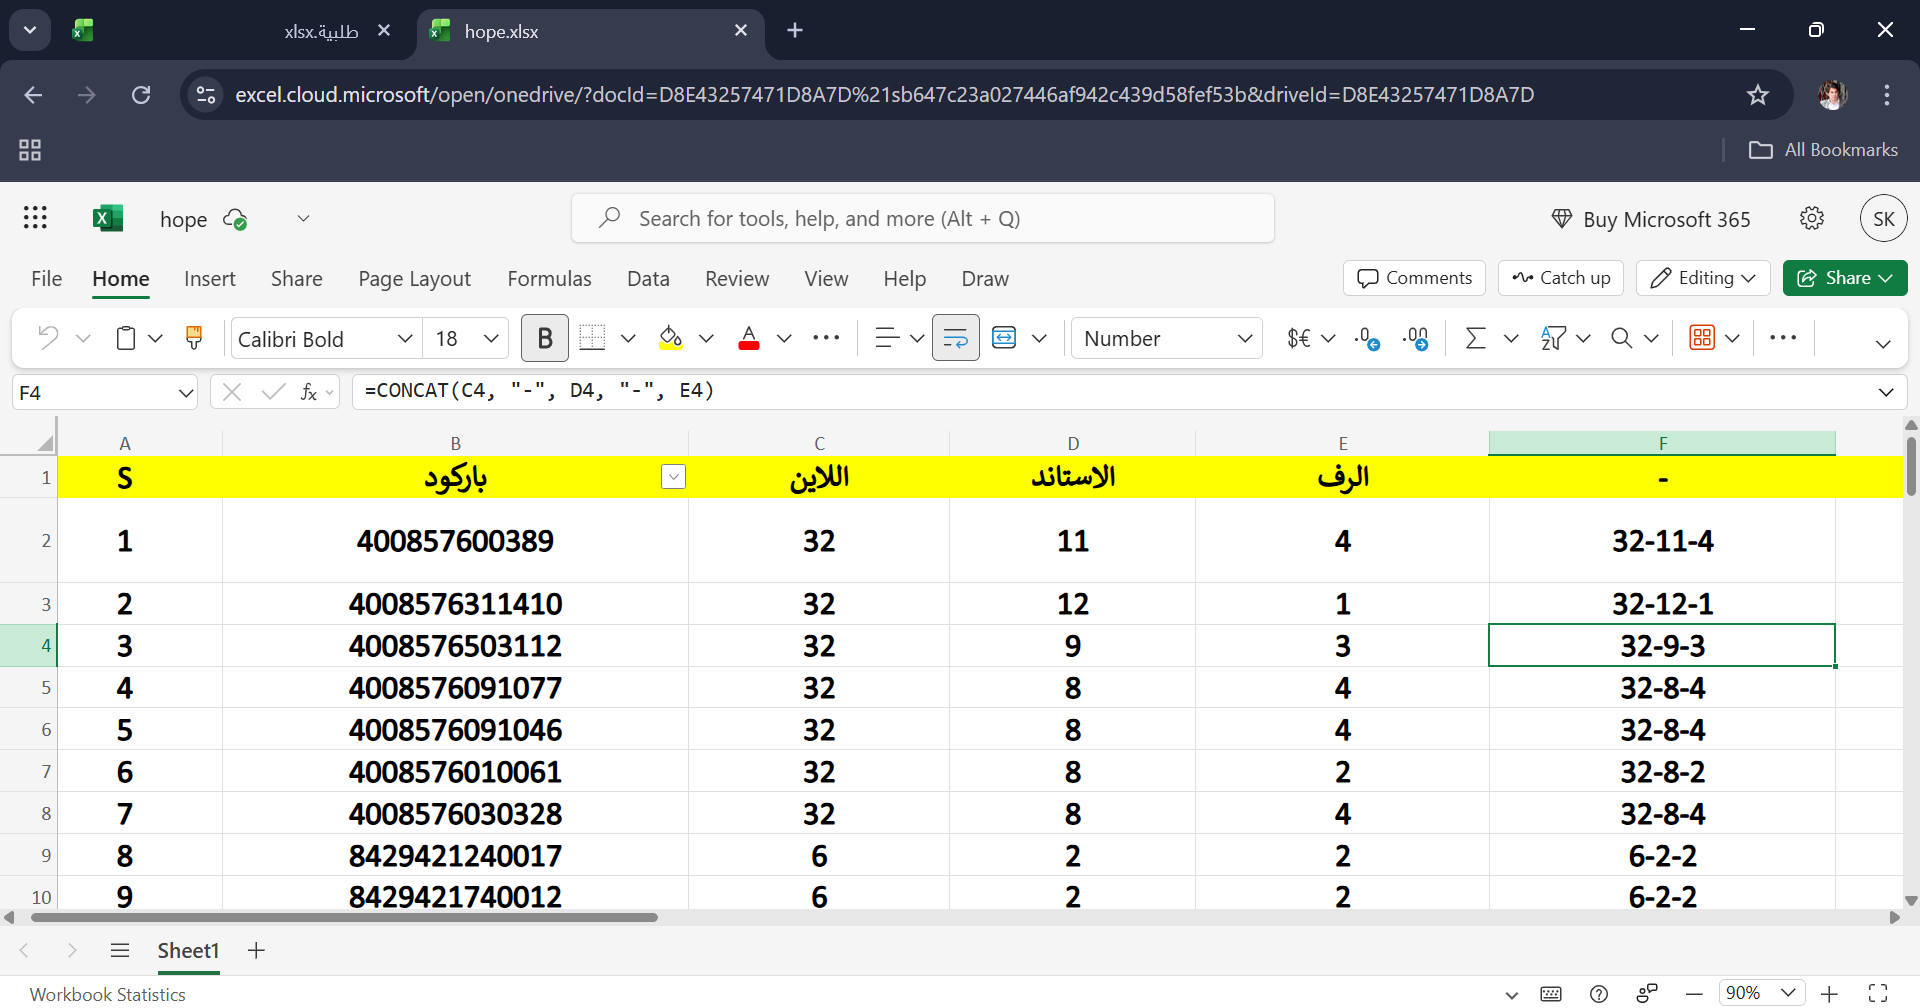 طلبية.xlsx
hope.xlsx
excel.cloud.microsoft/open/onedrive/?docId=D8E43257471D8A7D%21sb647c23a027446af942c439d58fef53b&driveId=D8E43257471D8A7D
All Bookmarks
hope
Search for tools, help, and more (Alt + Q)
Buy Microsoft 365
SK
File Home Insert Share Page Layout Formulas Data Review View Help Draw
Comments Catch up Editing Share
Calibri Bold 18 B Number
F4 fx =CONCAT(C4, "-", D4, "-", E4)
A B C D E F
1 S باركود اللاين الاستاند الرف -
2 1 400857600389 32 11 4 32-11-4
3 2 4008576311410 32 12 1 32-12-1
4 3 4008576503112 32 9 3 32-9-3
5 4 4008576091077 32 8 4 32-8-4
6 5 4008576091046 32 8 4 32-8-4
7 6 4008576010061 32 8 2 32-8-2
8 7 4008576030328 32 8 4 32-8-4
9 8 8429421240017 6 2 2 6-2-2
10 9 8429421740012 6 2 2 6-2-2
Sheet1
Workbook Statistics
90%